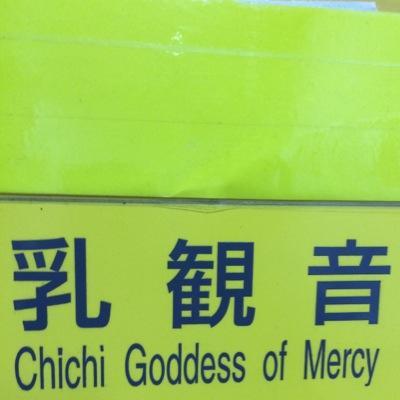 乳観音
Chichi Goddess of Mercy